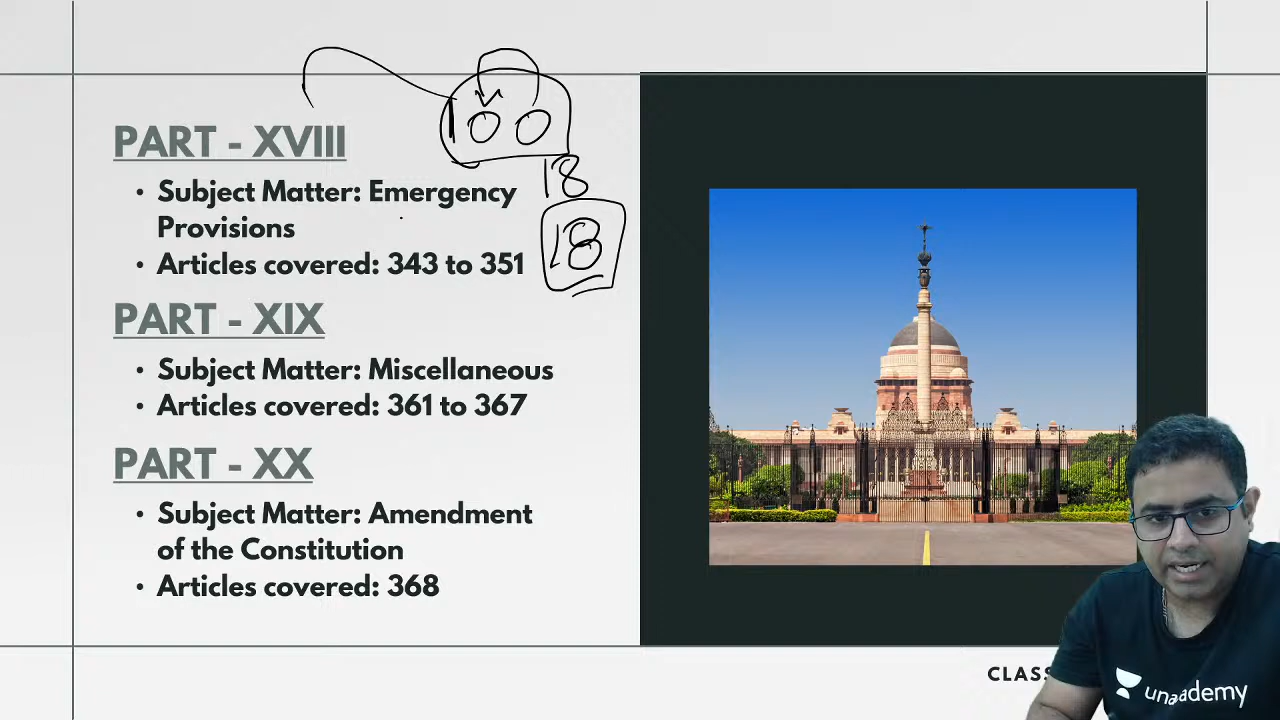 PART - XVIII
• Subject Matter: Emergency
Provisions
• Articles covered: 343 to 351
100
18
18
PART - XIX
• Subject Matter: Miscellaneous
• Articles covered: 361 to 367
PART - XX
• Subject Matter: Amendment
of the Constitution
• Articles covered: 368
CLASS
unacademy